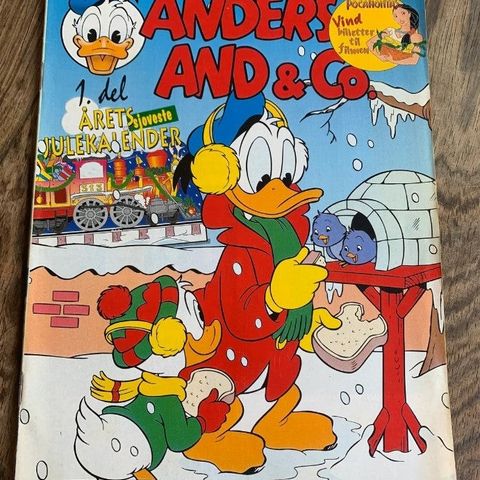 ANDERS
AND & Co.
POCAHONTAS
Vind
billetter
til
filmen
1. del
ÅRETS
sjoveste
JULEKALENDER